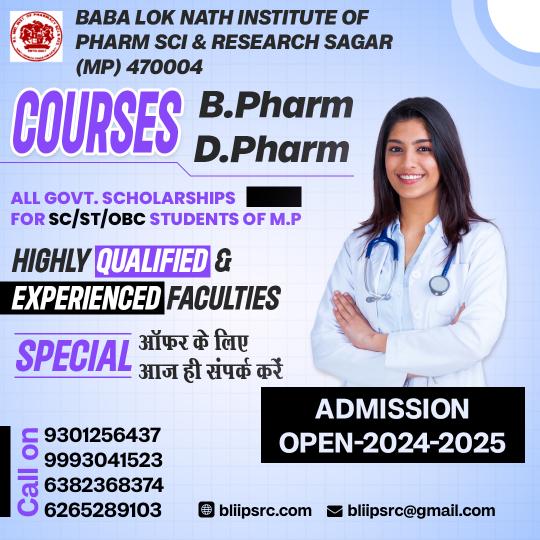 BABA LOK NATH INSTITUTE OF
PHARM SCI & RESEARCH SAGAR
(MP) 470004
COURSES
B.Pharm
D.Pharm
ALL GOVT. SCHOLARSHIPS
FOR SC/ST/OBC STUDENTS OF M.P
HIGHLY QUALIFIED &
EXPERIENCED FACULTIES
SPECIAL
ऑफर के लिए
आज ही संपर्क करें
ADMISSION
OPEN-2024-2025
Call on
9301256437
9993041523
6382368374
6265289103
bliipsrc.com
bliipsrc@gmail.com